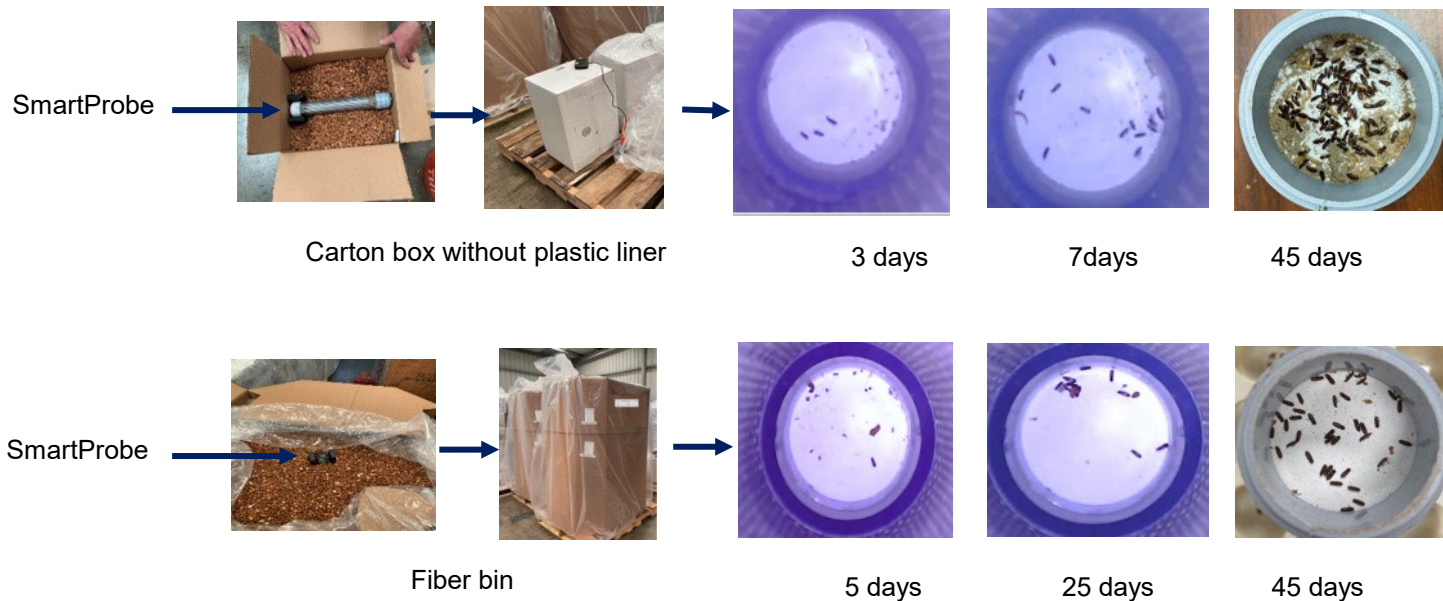 SmartProbe
Carton box without plastic liner
3 days
7days
45 days
SmartProbe
Fiber bin
5 days
25 days
45 days